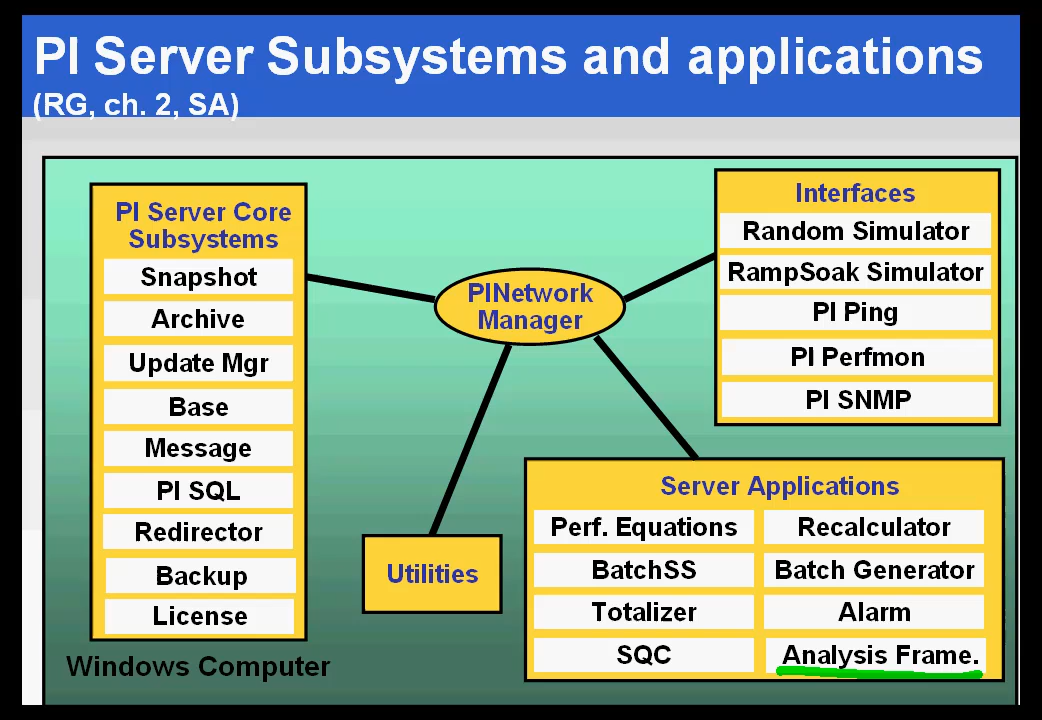 PI Server Subsystems and applications
(RG, ch. 2, SA)
PI Server Core
Subsystems
Snapshot
Archive
Update Mgr
Base
Message
PI SQL
Redirector
Backup
License
Windows Computer
PINetwork
Manager
Utilities
Interfaces
Random Simulator
RampSoak Simulator
PI Ping
PI Perfmon
PI SNMP
Server Applications
Perf. Equations
Recalculator
BatchSS
Batch Generator
Totalizer
Alarm
SQC
Analysis Frame.